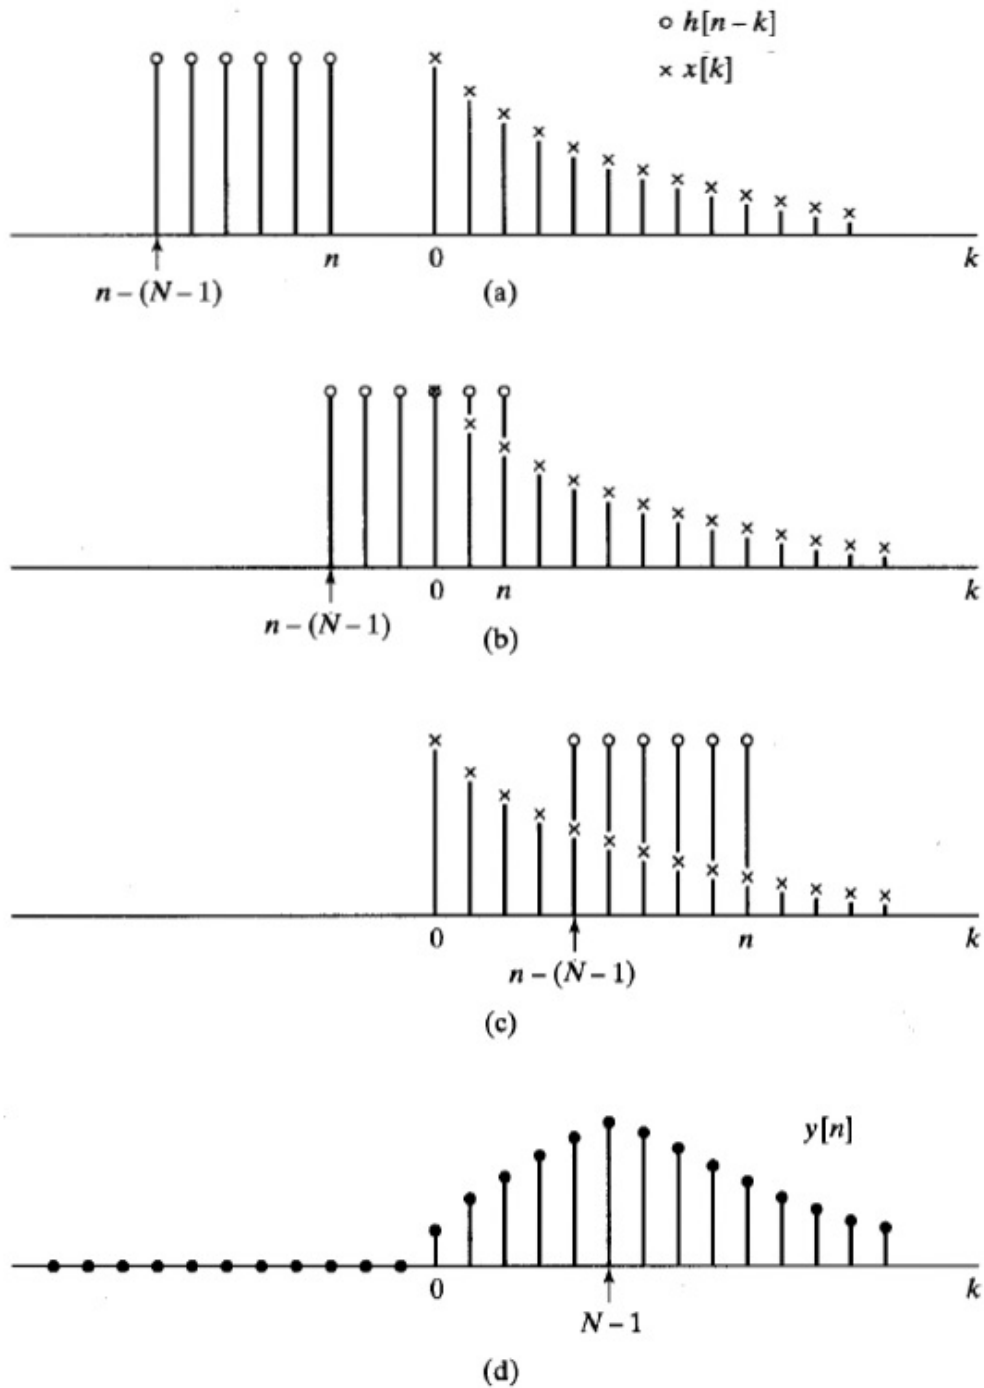 h[n – k]
x[k]
n 0 k
n – (N – 1)
(a)
0 n k
n – (N – 1)
(b)
0 n k
n – (N – 1)
(c)
y[n]
0 k
N – 1
(d)